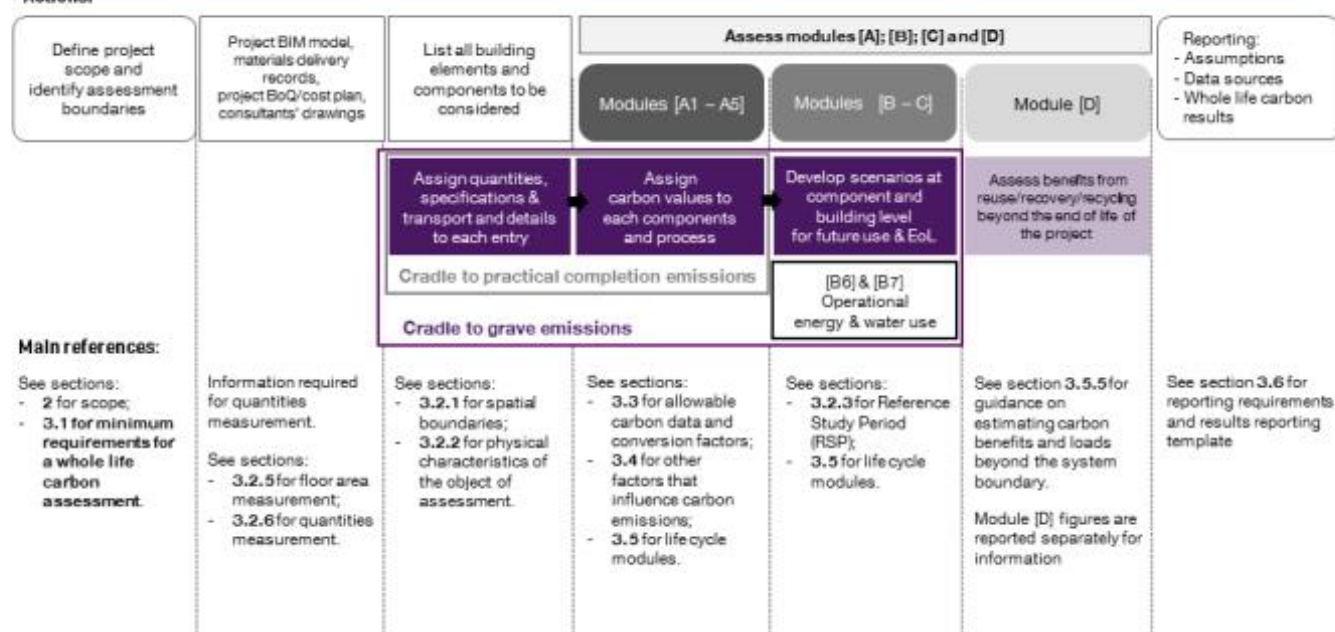 Define project
scope and
identify assessment
boundaries
Project BIM model,
materials delivery
records,
project BoQ/cost plan,
consultants' drawings
List all building
elements and
components to be
considered
Assess modules [A]; [B]; [C] and [D]
Modules [A1 – A5]
Modules [B – C]
Module [D]
Reporting:
- Assumptions
- Data sources
- Whole life carbon
results
Assign quantities,
specifications &
transport and details
to each entry
Assign
carbon values to
each components
and process
Develop scenarios at
component and
building level
for future use & EoL
Assess benefits from
reuse/recovery/recycling
beyond the end of life of
the project
Cradle to practical completion emissions
[B6] & [B7]
Operational
energy & water use
Cradle to grave emissions
Main references:
See sections:
- 2 for scope;
- 3.1 for minimum
requirements for
a whole life
carbon
assessment.
Information required
for quantities
measurement.
See sections:
- 3.2.5 for floor area
measurement;
- 3.2.6 for quantities
measurement.
See sections:
- 3.2.1 for spatial
boundaries;
- 3.2.2 for physical
characteristics of
the object of
assessment.
See sections:
- 3.3 for allowable
carbon data and
conversion factors;
- 3.4 for other
factors that
influence carbon
emissions;
- 3.5 for life cycle
modules.
See sections:
- 3.2.3 for Reference
Study Period
(RSP);
- 3.5 for life cycle
modules.
See section 3.5.5 for
guidance on
estimating carbon
benefits and loads
beyond the system
boundary.
Module [D] figures are
reported separately for
information
See section 3.6 for
reporting requirements
and results reporting
template